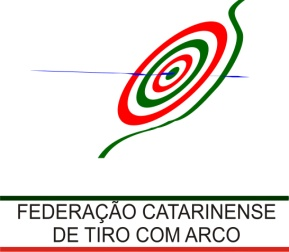 FEDERAÇÃO CATARINENSE
DE TIRO COM ARCO